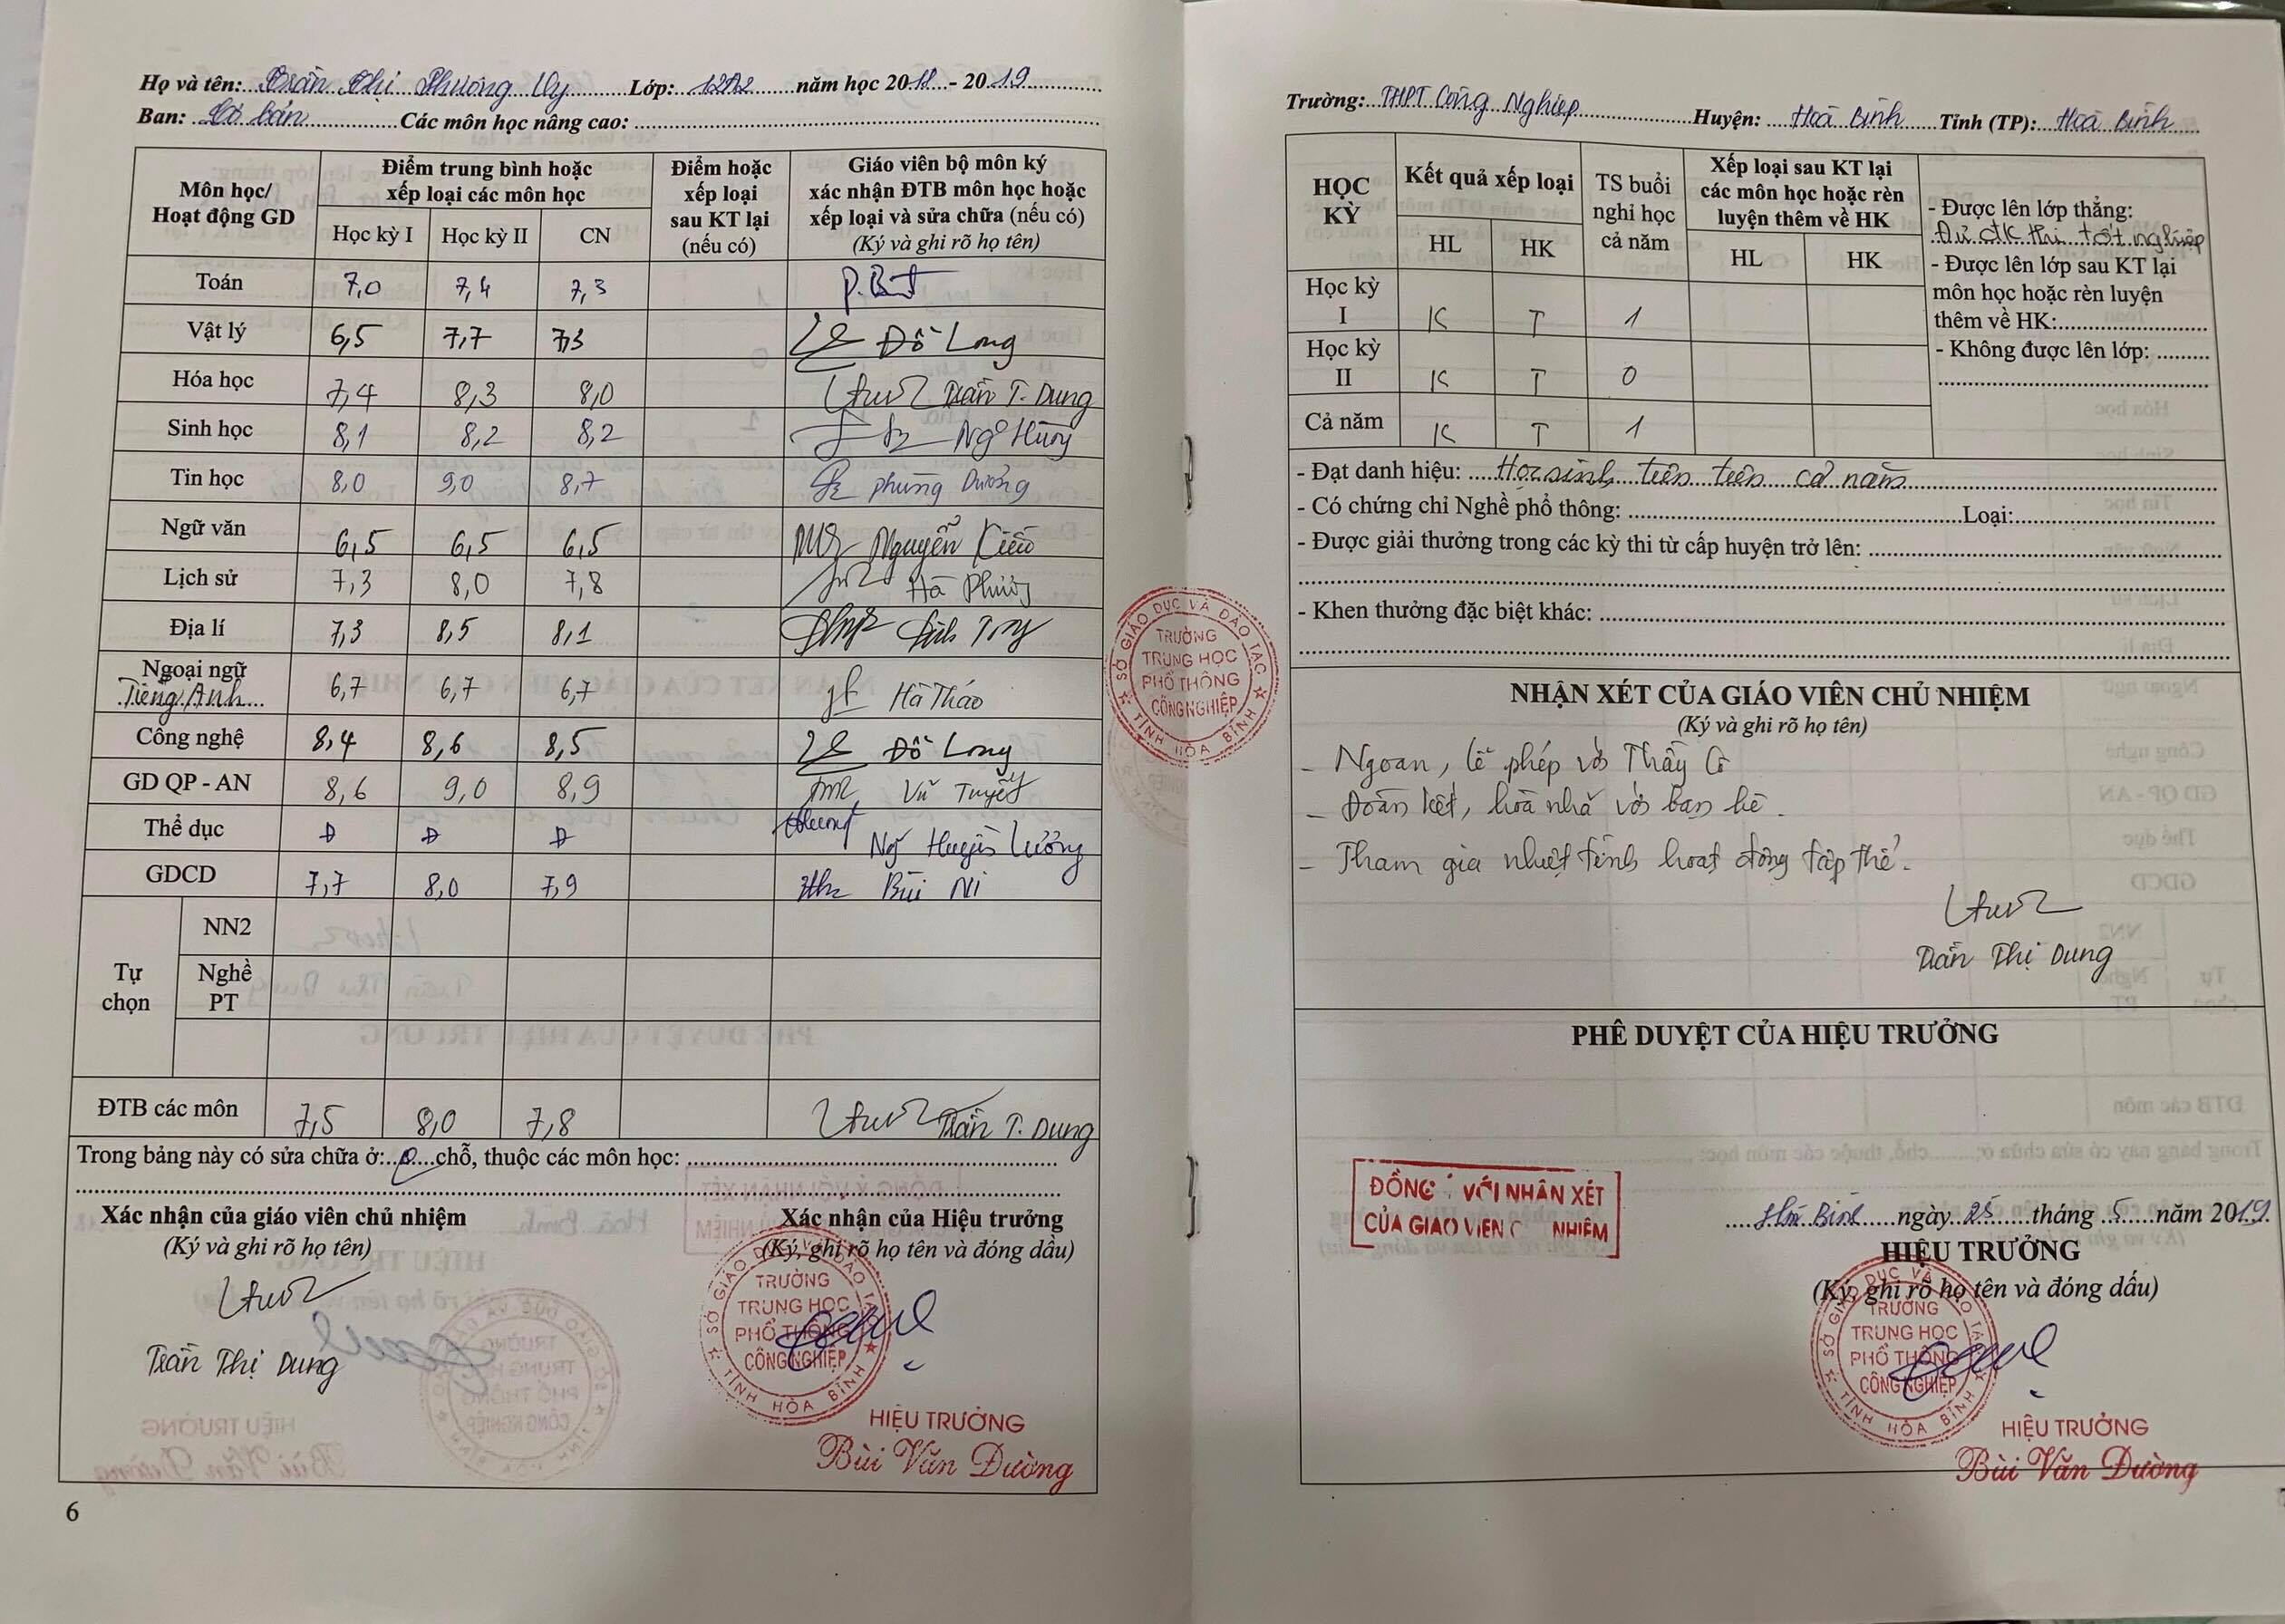 Họ và tên: Trần Thị Phương Uy Lớp: 12A2 năm học 2018 - 2019
Ban: Cơ bản Các môn học nâng cao:
Môn học/ Hoạt động GD
Điểm trung bình hoặc xếp loại các môn học
Học kỳ I Học kỳ II CN
Điểm hoặc xếp loại sau KT lại (nếu có)
Giáo viên bộ môn ký xác nhận ĐTB môn học hoặc xếp loại và sửa chữa (nếu có) (Ký và ghi rõ họ tên)
Toán 7,0 7,4 7,3
Vật lý 6,5 7,7 7,3 Đỗ Long
Hóa học 7,4 8,3 8,0 Trần T. Dung
Sinh học 8,1 8,2 8,2 Ngô Hùng
Tin học 8,0 9,0 8,7 Phùng Dưỡng
Ngữ văn 6,5 6,5 6,5 Nguyễn Kiều
Lịch sử 7,3 8,0 7,8 Hà Phương
Địa lí 7,3 8,5 8,1
Ngoại ngữ
Tiếng Anh 6,7 6,7 6,7 Hà Thảo
Công nghệ 8,4 8,6 8,5 Đỗ Long
GD QP - AN 8,6 9,0 8,9 Vũ Tuyết
Thể dục Đ Đ Đ Ng Huyền Lương
GDCD 7,7 8,0 7,9 Bùi Ni
Tự chọn
NN2
Nghề PT
ĐTB các môn 7,5 8,0 7,8 Trần T. Dung
Trong bảng này có sửa chữa ở: 0 chỗ, thuộc các môn học:
Xác nhận của giáo viên chủ nhiệm
(Ký và ghi rõ họ tên)
Trần Thị Dung
Xác nhận của Hiệu trưởng
(Ký, ghi rõ họ tên và đóng dấu)
SỞ GIÁO DỤC VÀ ĐÀO TẠO
TRƯỜNG
TRUNG HỌC
PHỔ THÔNG
CÔNG NGHIỆP
TỈNH HÒA BÌNH
HIỆU TRƯỞNG
Bùi Văn Đường
6
SỞ GIÁO DỤC VÀ ĐÀO TẠO
TRƯỜNG
TRUNG HỌC
PHỔ THÔNG
CÔNG NGHIỆP
TỈNH HÒA BÌNH
Trường: THPT Công Nghiệp Huyện: Hoà Bình Tỉnh (TP): Hoà Bình
HỌC KỲ
Kết quả xếp loại
HL HK
TS buổi nghỉ học cả năm
Xếp loại sau KT lại các môn học hoặc rèn luyện thêm về HK
HL HK
Học kỳ I K T 1
Học kỳ II K T 0
Cả năm K T 1
- Được lên lớp thẳng:
Đủ đk thi tốt nghiệp
- Được lên lớp sau KT lại
môn học hoặc rèn luyện
thêm về HK:
- Không được lên lớp:
- Đạt danh hiệu: Học sinh tiên tiến cả năm
- Có chứng chỉ Nghề phổ thông: Loại:
- Được giải thưởng trong các kỳ thi từ cấp huyện trở lên:
- Khen thưởng đặc biệt khác:
NHẬN XÉT CỦA GIÁO VIÊN CHỦ NHIỆM
(Ký và ghi rõ họ tên)
- Ngoan, lễ phép với Thầy Cô
- Đoàn kết, hoà nhã với bạn bè.
- Tham gia nhiệt tình hoạt động tập thể.
Trần Thị Dung
PHÊ DUYỆT CỦA HIỆU TRƯỞNG
ĐỒNG VỚI NHẬN XÉT
CỦA GIÁO VIÊN NHIỆM
Hoà Bình ngày 25 tháng 5 năm 2019
HIỆU TRƯỞNG
(Ký, ghi rõ họ tên và đóng dấu)
SỞ GIÁO DỤC VÀ ĐÀO TẠO
TRƯỜNG
TRUNG HỌC
PHỔ THÔNG
CÔNG NGHIỆP
TỈNH HÒA BÌNH
HIỆU TRƯỞNG
Bùi Văn Đường